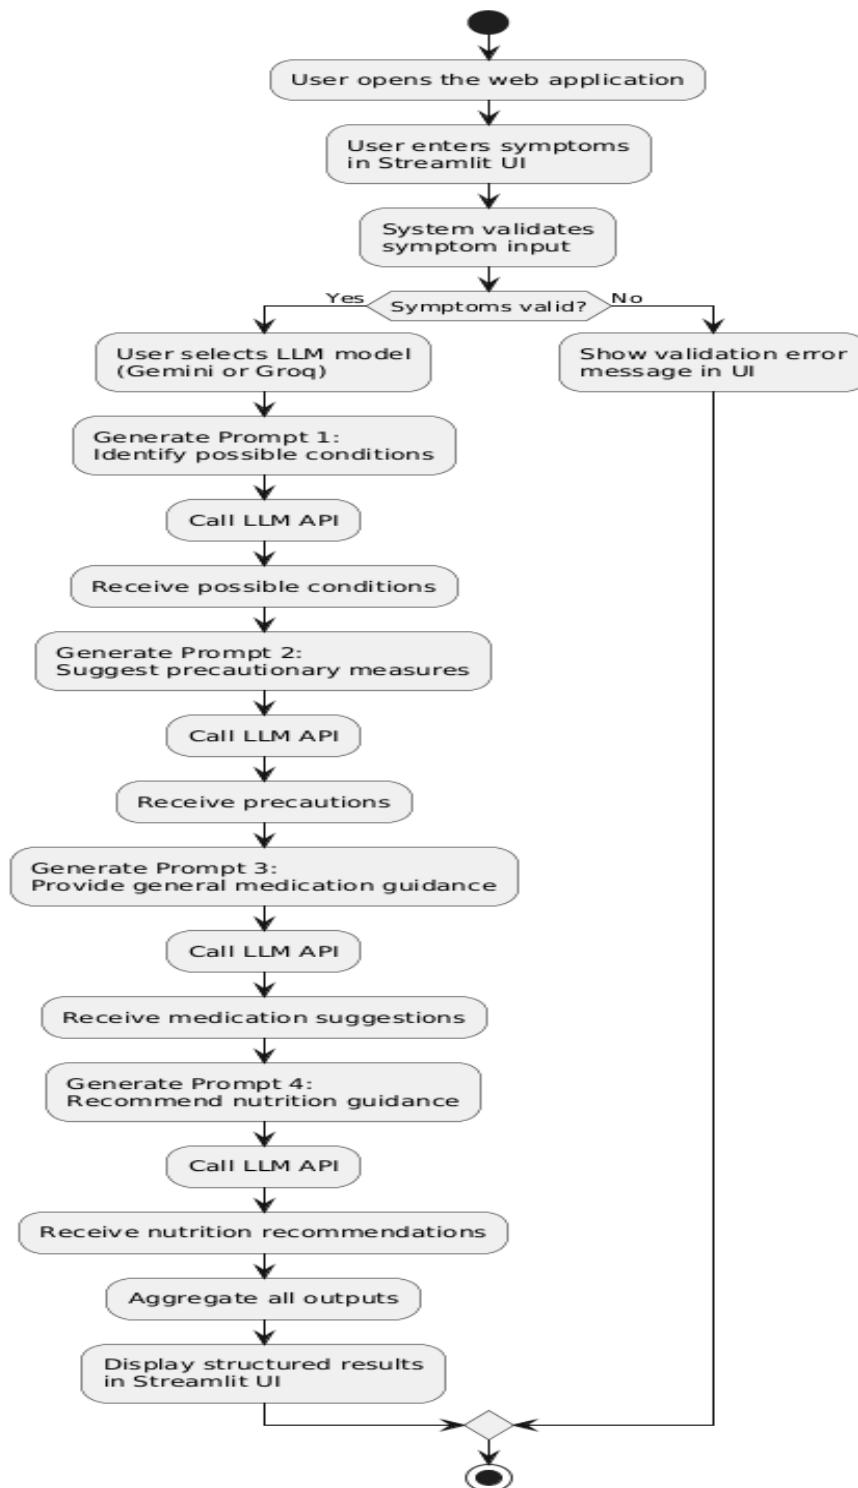 User opens the web application
User enters symptoms
in Streamlit UI
System validates
symptom input
Symptoms valid?
Yes
No
User selects LLM model
(Gemini or Groq)
Show validation error
message in UI
Generate Prompt 1:
Identify possible conditions
Call LLM API
Receive possible conditions
Generate Prompt 2:
Suggest precautionary measures
Call LLM API
Receive precautions
Generate Prompt 3:
Provide general medication guidance
Call LLM API
Receive medication suggestions
Generate Prompt 4:
Recommend nutrition guidance
Call LLM API
Receive nutrition recommendations
Aggregate all outputs
Display structured results
in Streamlit UI